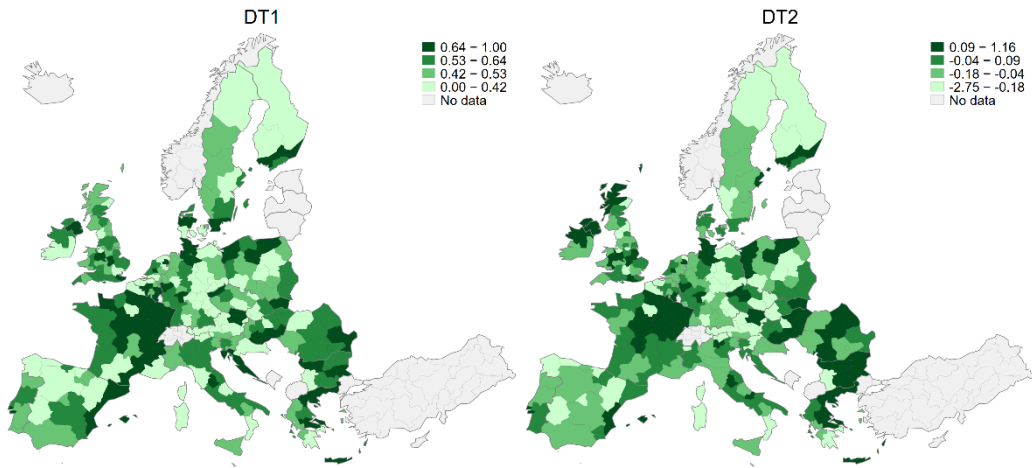 DT1
0.64 − 1.00
0.53 − 0.64
0.42 − 0.53
0.00 − 0.42
No data
DT2
0.09 − 1.16
-0.04 − 0.09
-0.18 − -0.04
-2.75 − -0.18
No data